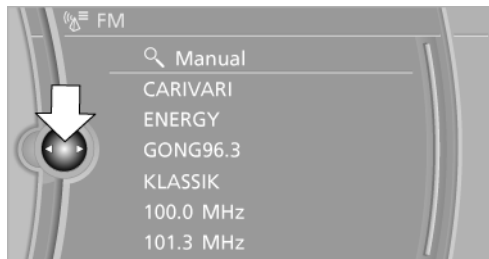 FM
Manual
CARIVARI
ENERGY
GONG96.3
KLASSIK
100.0 MHz
101.3 MHz